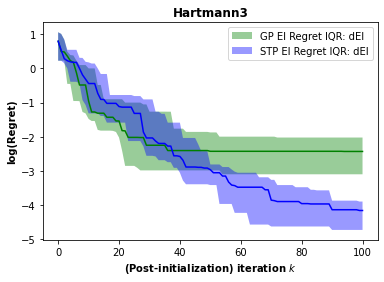 Hartmann3
GP EI Regret IQR: dEI
STP EI Regret IQR: dEI
log(Regret)
1
0
−1
−2
−3
−4
−5
0 20 40 60 80 100
(Post-initialization) iteration k